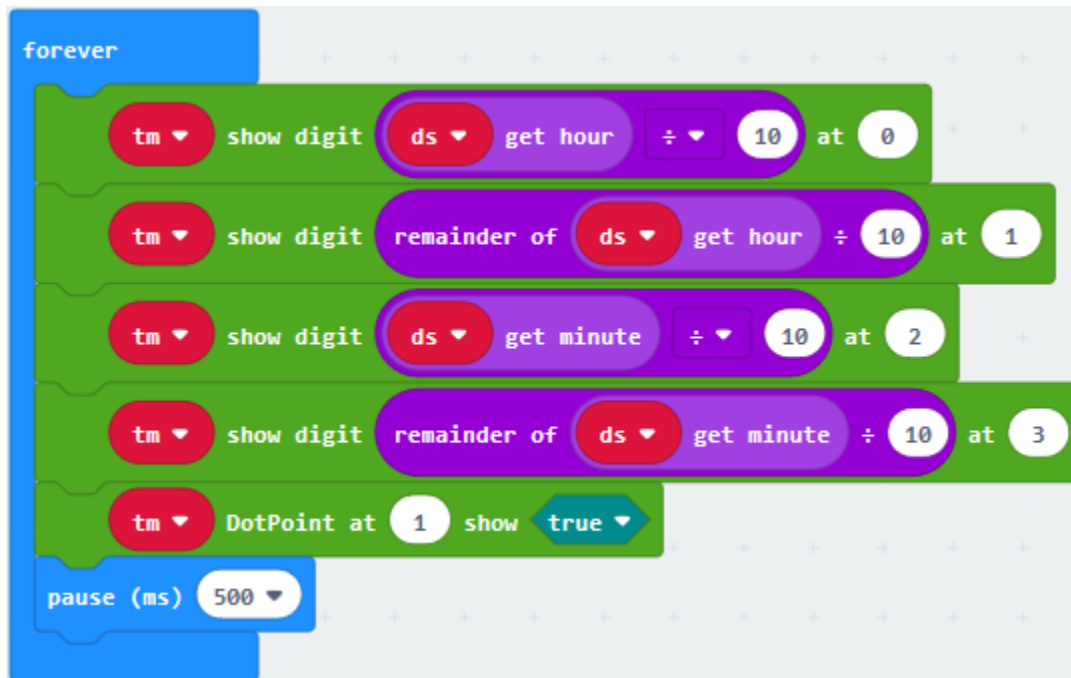 forever
tm show digit ds get hour ÷ 10 at 0
tm show digit remainder of ds get hour ÷ 10 at 1
tm show digit ds get minute ÷ 10 at 2
tm show digit remainder of ds get minute ÷ 10 at 3
tm DotPoint at 1 show true
pause (ms) 500